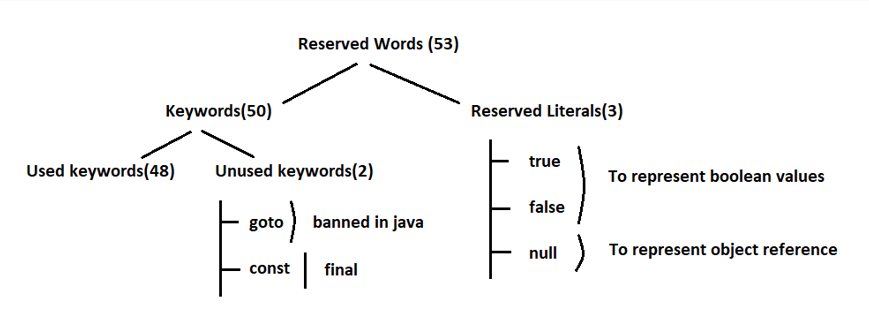 Reserved Words (53)
Keywords(50)
Reserved Literals(3)
Used keywords(48)
Unused keywords(2)
goto
banned in java
const
final
true
false
To represent boolean values
null
To represent object reference